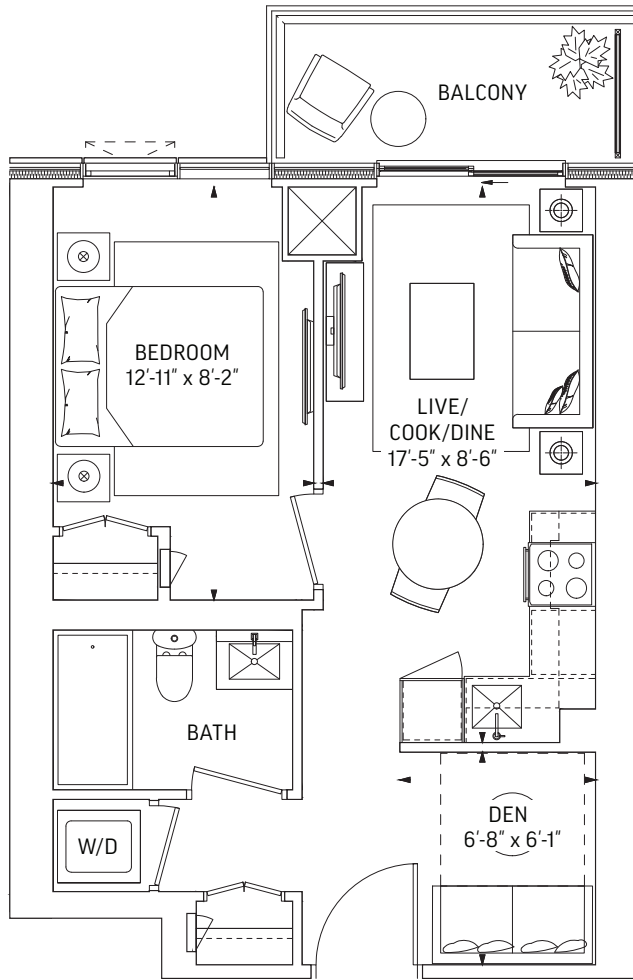 BALCONY
BEDROOM
12'-11" x 8'-2"
LIVE/
COOK/DINE
17'-5" x 8'-6"
BATH
W/D
DEN
6'-8" x 6'-1"